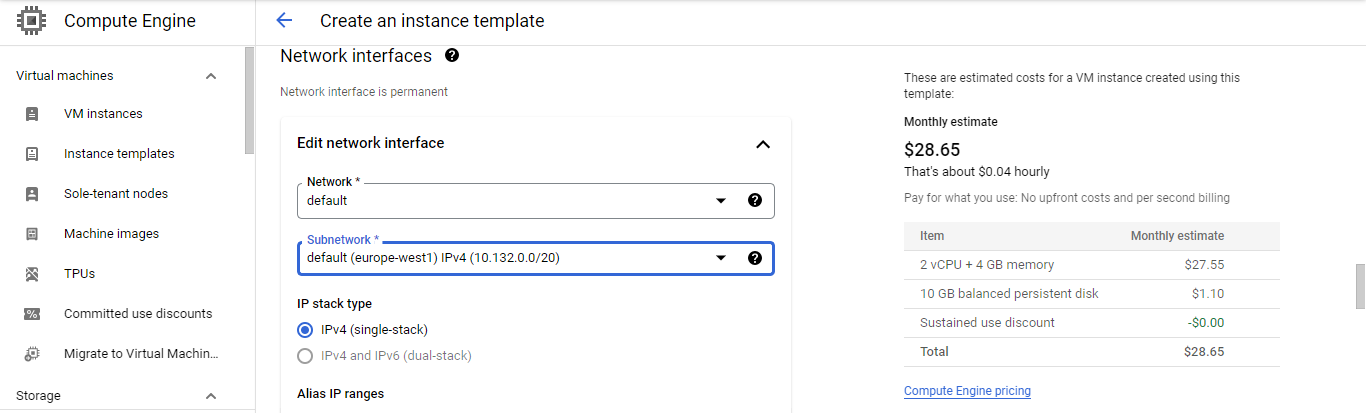 Compute Engine
Create an instance template
Virtual machines
VM instances
Instance templates
Sole-tenant nodes
Machine images
TPUs
Committed use discounts
Migrate to Virtual Machin...
Storage
Network interfaces
Network interface is permanent
Edit network interface
Network *
default
Subnetwork *
default (europe-west1) IPv4 (10.132.0.0/20)
IP stack type
IPv4 (single-stack)
IPv4 and IPv6 (dual-stack)
Alias IP ranges
These are estimated costs for a VM instance created using this
template:
Monthly estimate
$28.65
That's about $0.04 hourly
Pay for what you use: No upfront costs and per second billing
Item Monthly estimate
2 vCPU + 4 GB memory $27.55
10 GB balanced persistent disk $1.10
Sustained use discount -$0.00
Total $28.65
Compute Engine pricing